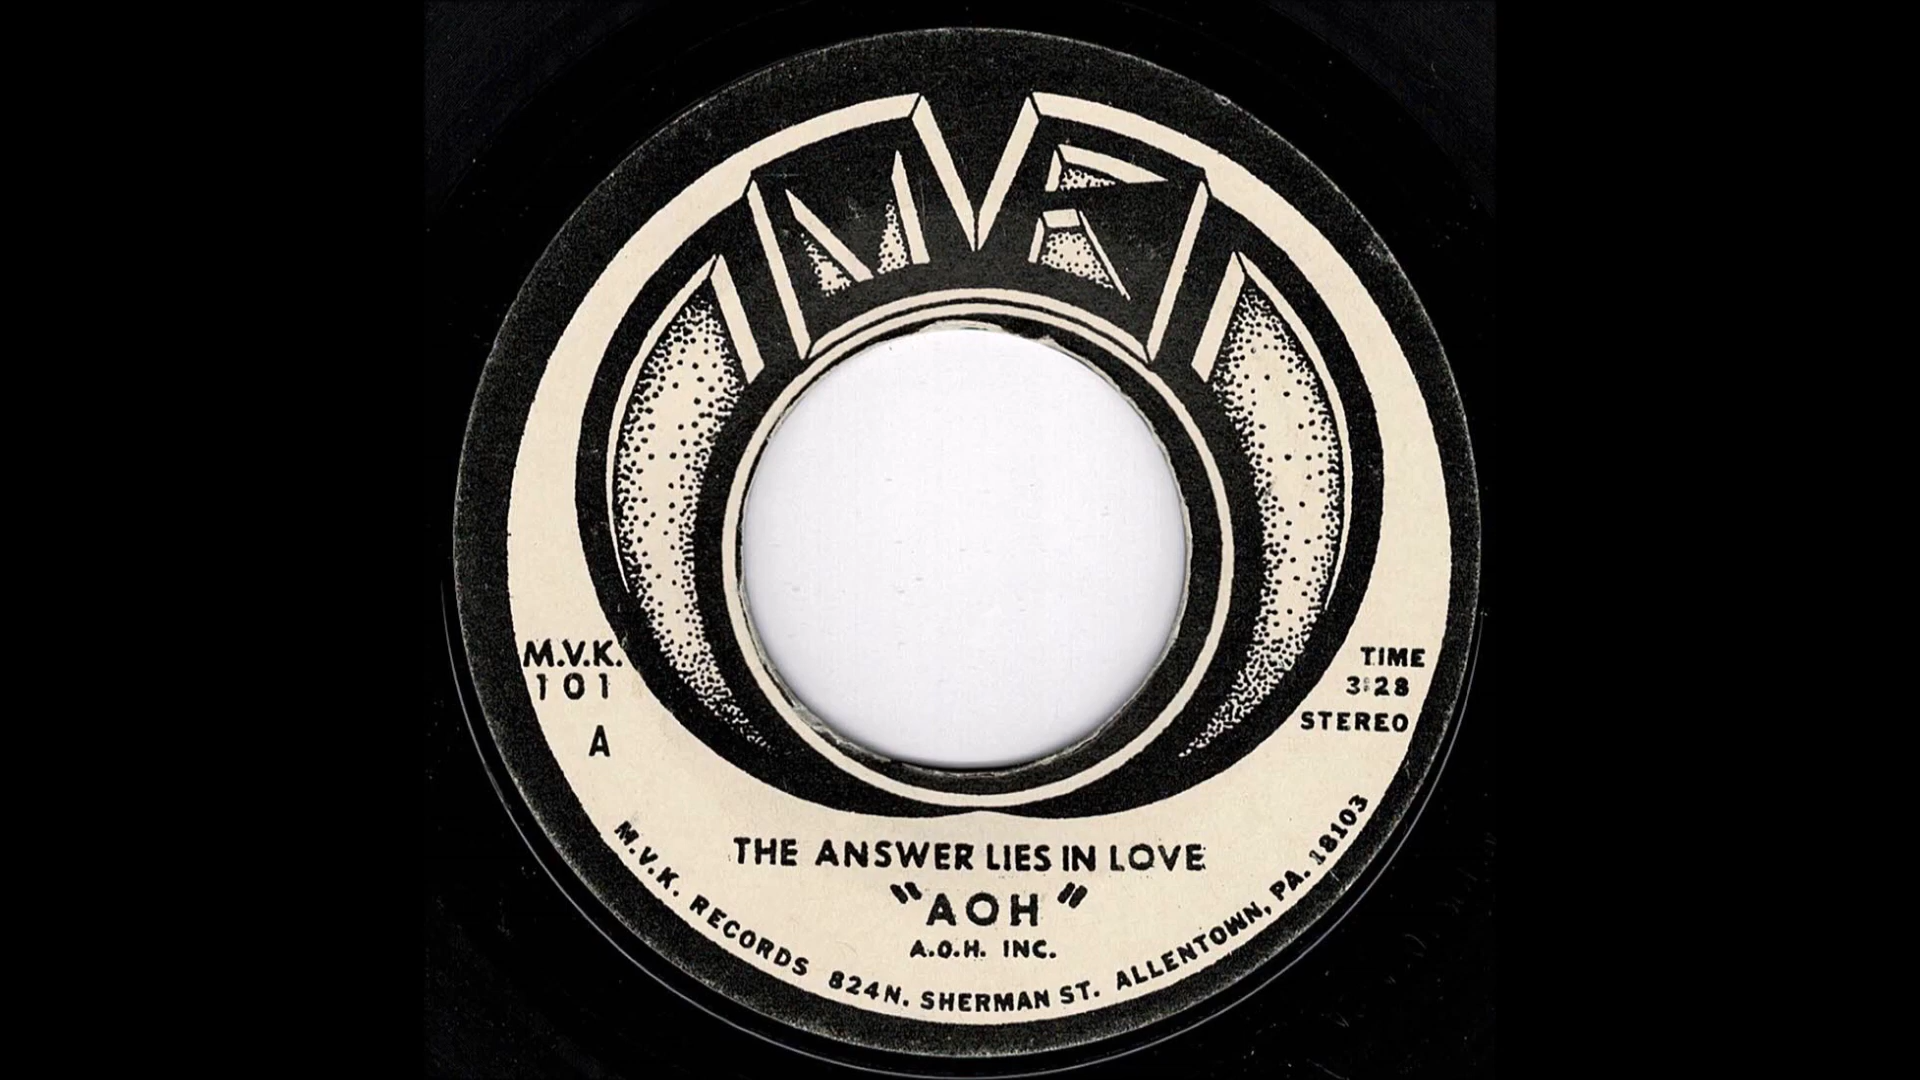 MVK
M.V.K.
101
A
TIME
3:28
STEREO
THE ANSWER LIES IN LOVE
"AOH"
A.O.H. INC.
M.V.K. RECORDS 824 N. SHERMAN ST. ALLENTOWN, PA. 18103